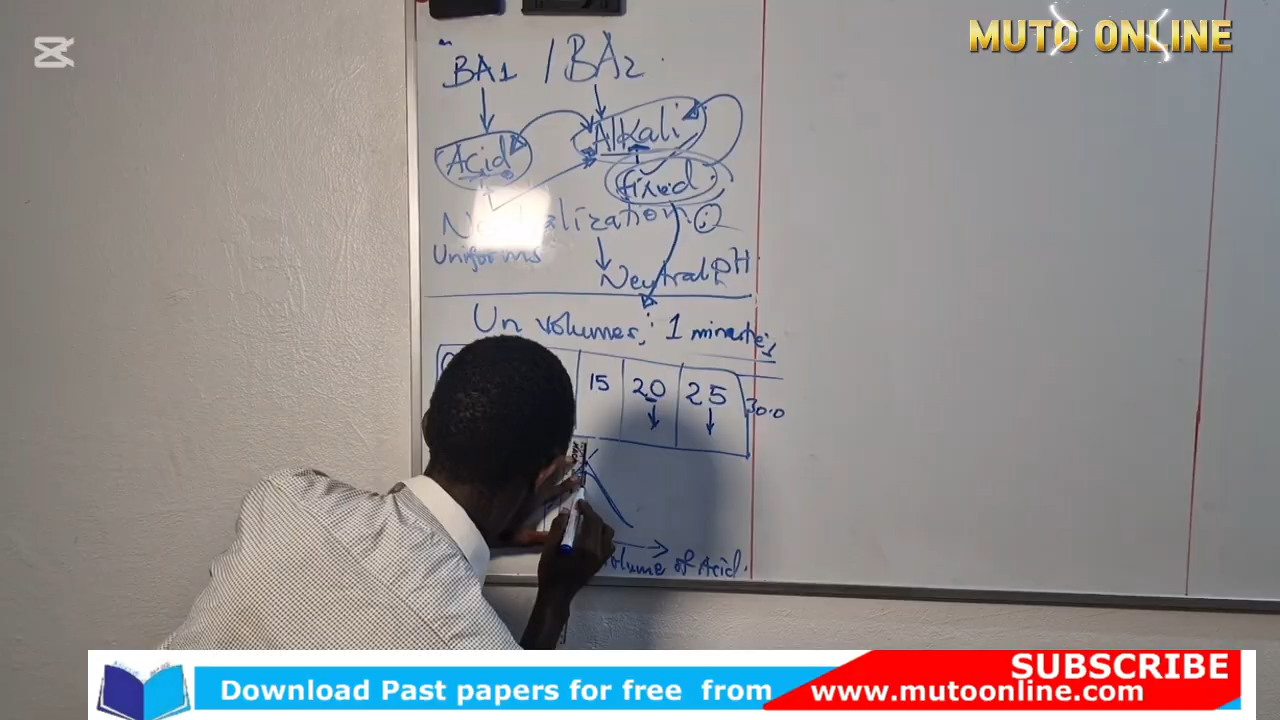 MUTO ONLINE
BA1 / BA2
Acid Alkali
fixed
Uniforms
Neutral PH
Un volumes; 1 minute;
15 20 25 30.0
volume of Acid.
SUBSCRIBE
Download Past papers for free from www.mutoonline.com